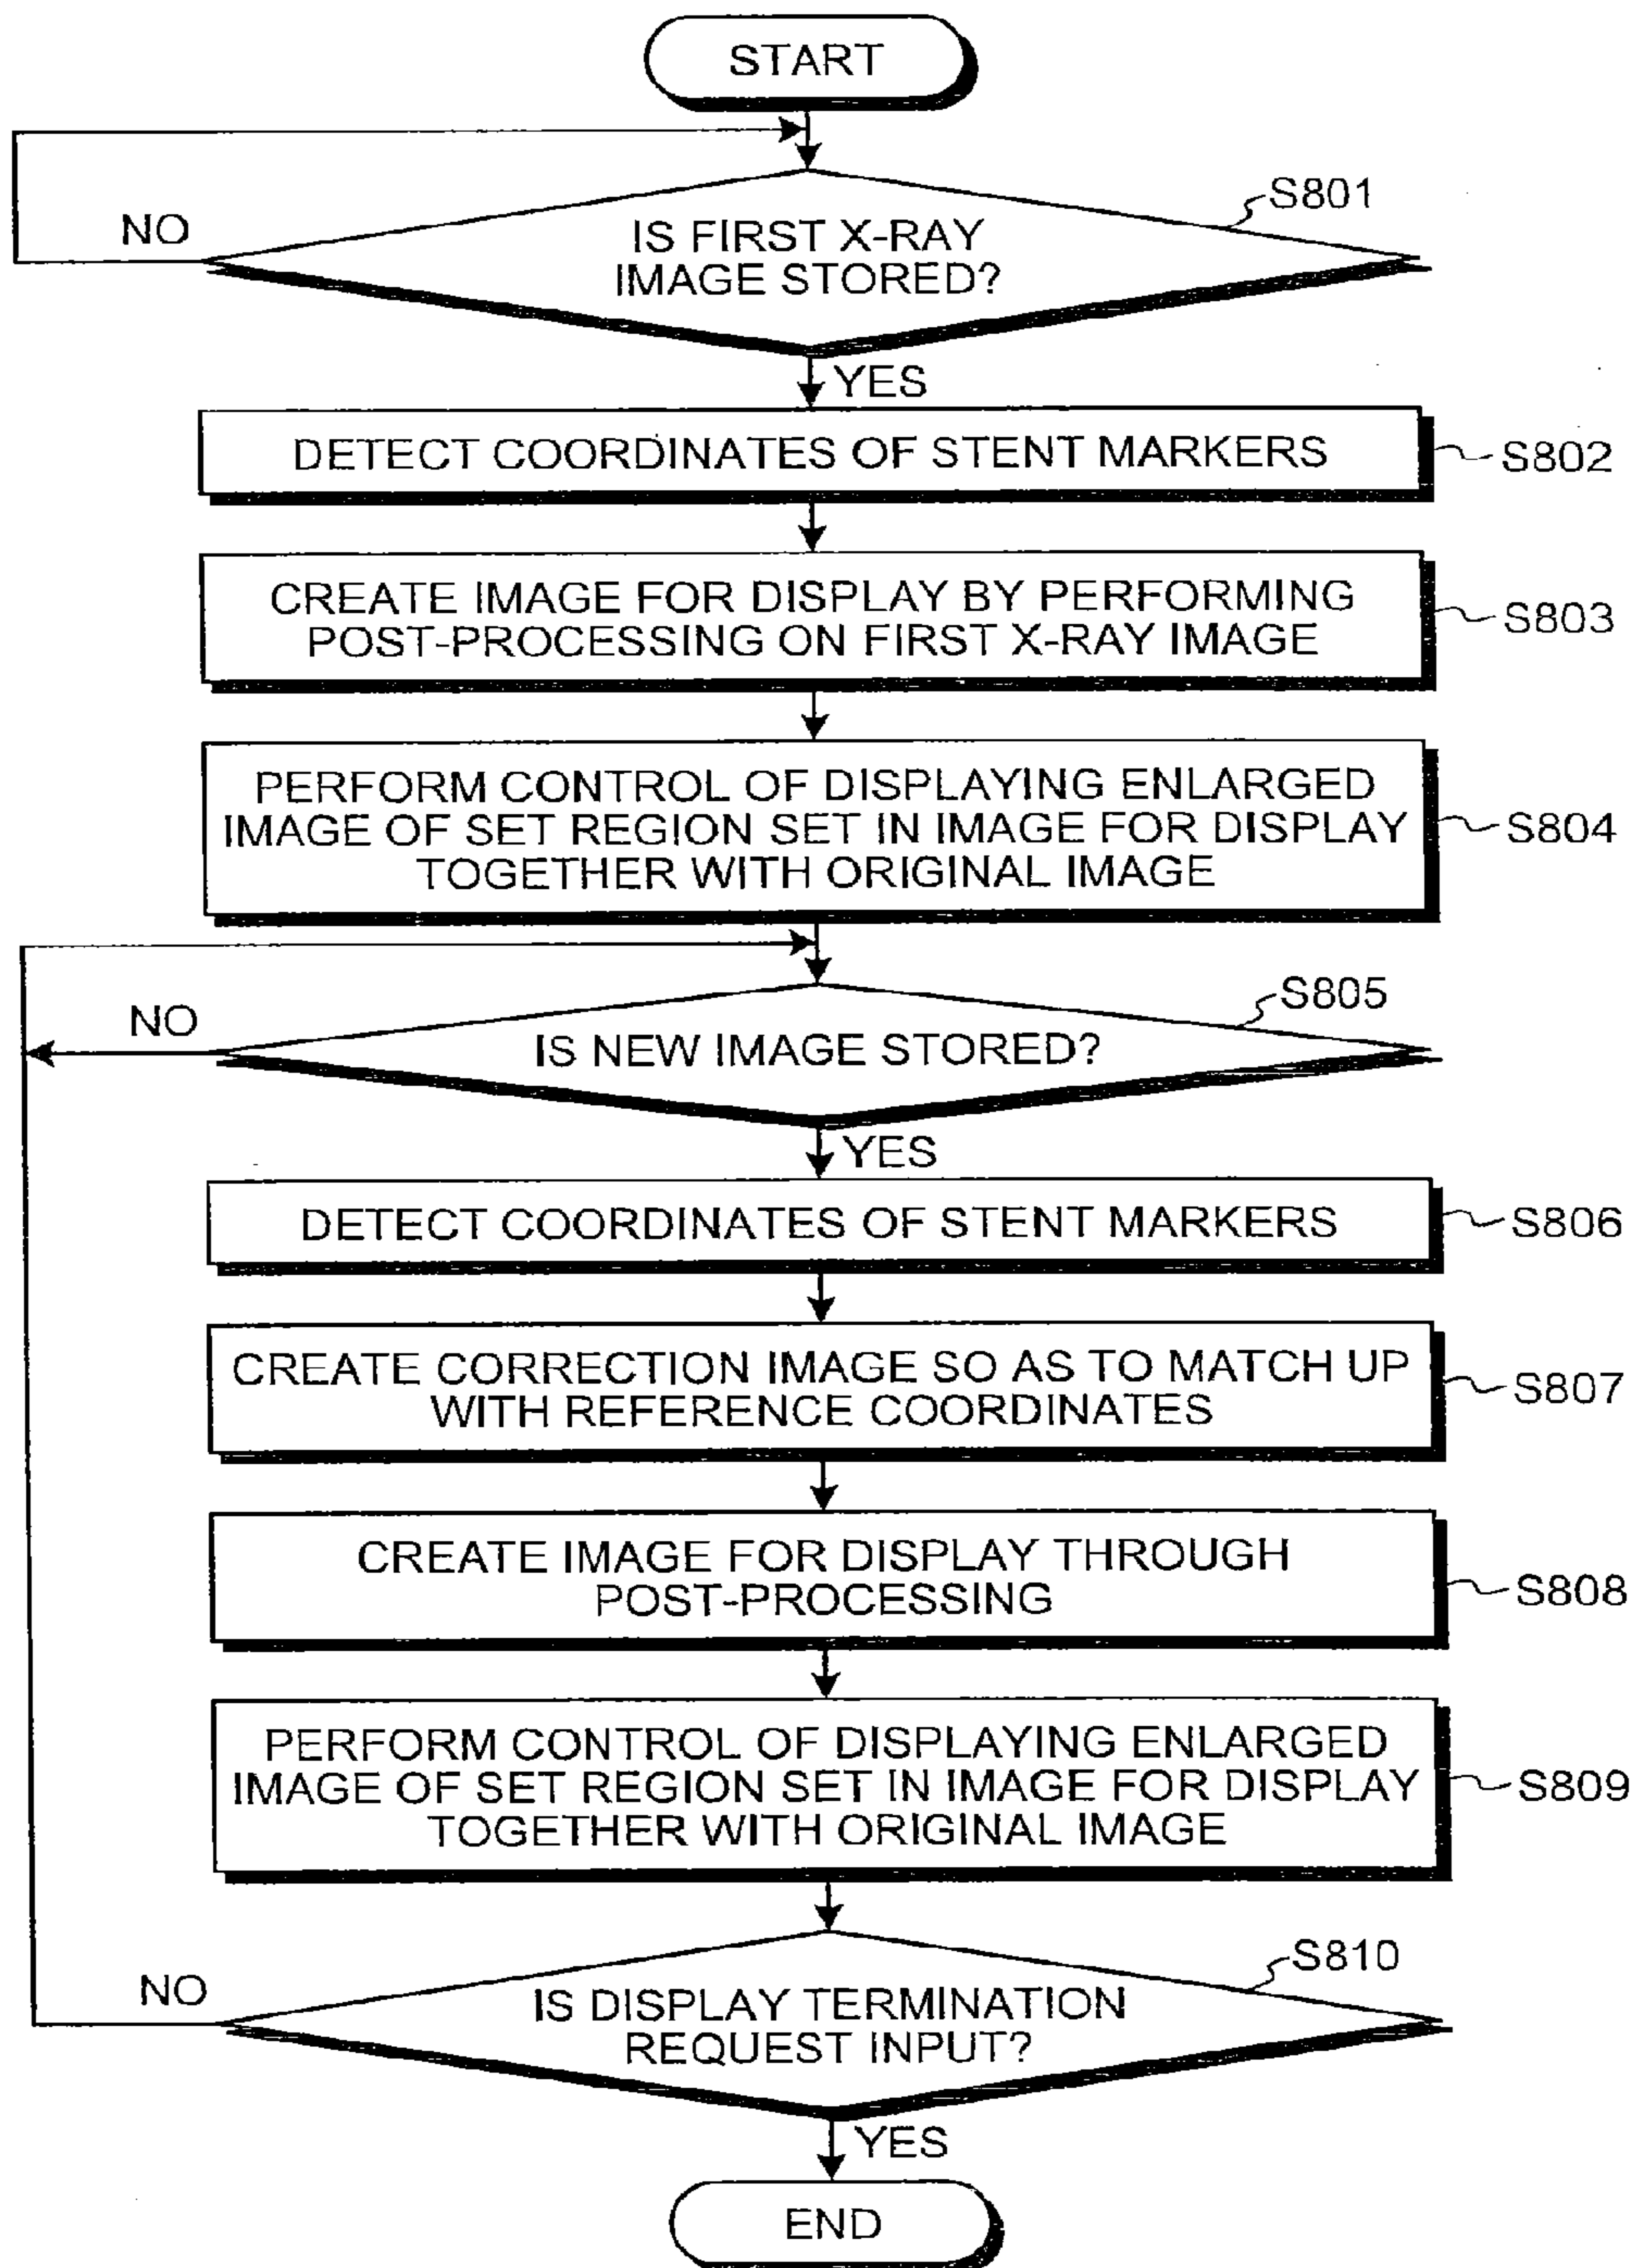 START
NO
IS FIRST X-RAY
IMAGE STORED?
S801
YES
DETECT COORDINATES OF STENT MARKERS
S802
CREATE IMAGE FOR DISPLAY BY PERFORMING
POST-PROCESSING ON FIRST X-RAY IMAGE
S803
PERFORM CONTROL OF DISPLAYING ENLARGED
IMAGE OF SET REGION SET IN IMAGE FOR DISPLAY
TOGETHER WITH ORIGINAL IMAGE
S804
NO
IS NEW IMAGE STORED?
S805
YES
DETECT COORDINATES OF STENT MARKERS
S806
CREATE CORRECTION IMAGE SO AS TO MATCH UP
WITH REFERENCE COORDINATES
S807
CREATE IMAGE FOR DISPLAY THROUGH
POST-PROCESSING
S808
PERFORM CONTROL OF DISPLAYING ENLARGED
IMAGE OF SET REGION SET IN IMAGE FOR DISPLAY
TOGETHER WITH ORIGINAL IMAGE
S809
NO
IS DISPLAY TERMINATION
REQUEST INPUT?
S810
YES
END